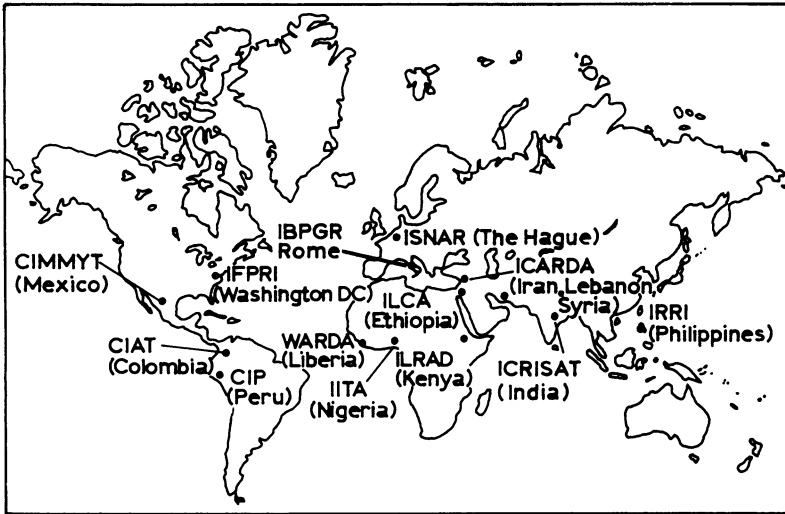 CIMMYT
(Mexico)
IFPRI
(Washington DC)
CIAT
(Colombia)
CIP
(Peru)
IBPGR
Rome
ISNAR (The Hague)
ICARDA
(Iran, Lebanon,
Syria)
ILCA
(Ethiopia)
WARDA
(Liberia)
IITA
(Nigeria)
ILRAD
(Kenya)
ICRISAT
(India)
IRRI
(Philippines)